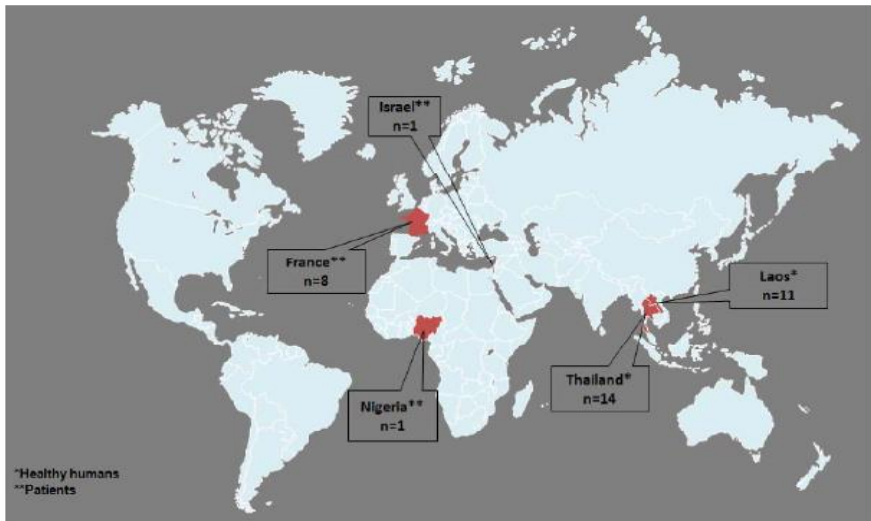 Israel**
n=1
France**
n=8
Laos*
n=11
Thailand*
n=14
Nigeria**
n=1
*Healthy humans
**Patients